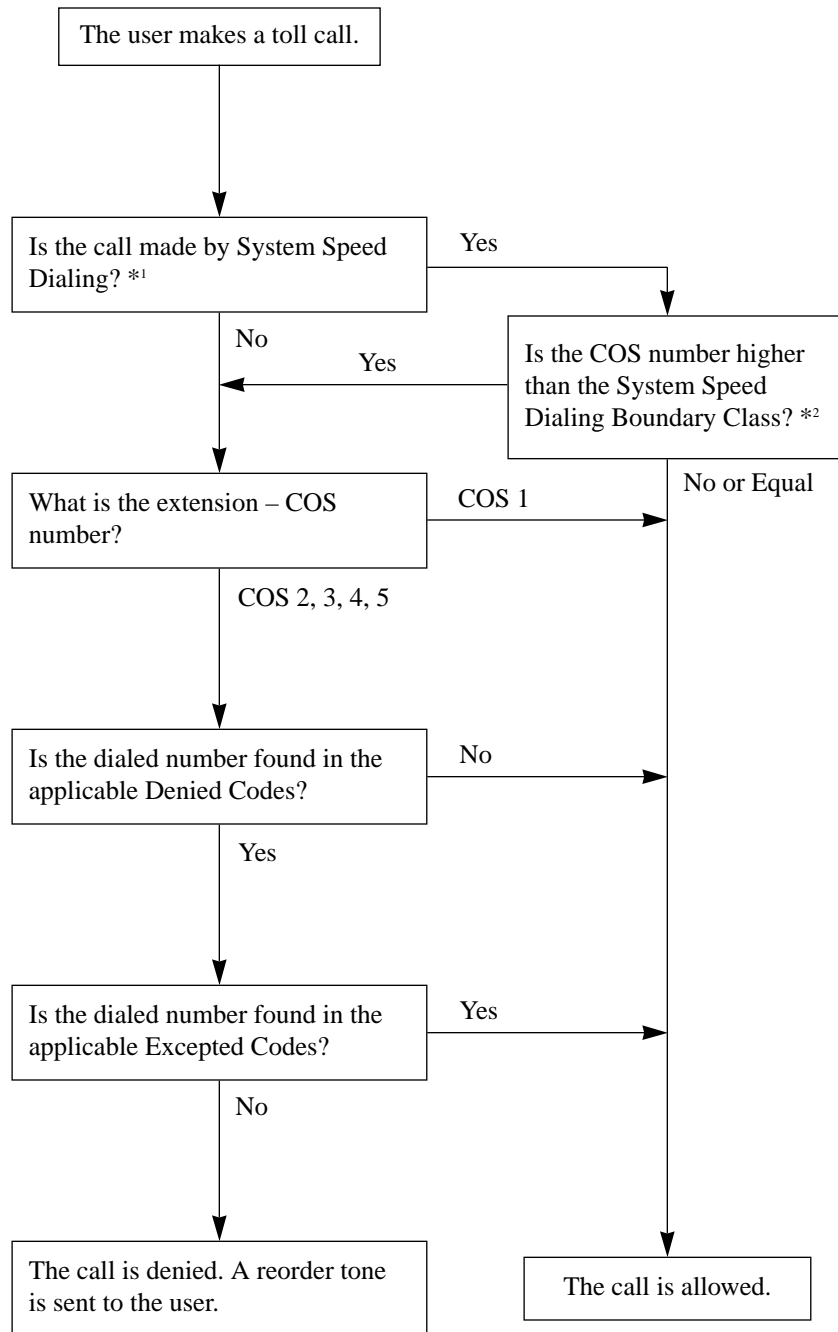 The user makes a toll call.
Is the call made by System Speed
Dialing? *1
Yes
No
Yes
Is the COS number higher
than the System Speed
Dialing Boundary Class? *2
No or Equal
What is the extension – COS
number?
COS 1
COS 2, 3, 4, 5
Is the dialed number found in the
applicable Denied Codes?
No
Yes
Is the dialed number found in the
applicable Excepted Codes?
Yes
No
The call is denied. A reorder tone
is sent to the user.
The call is allowed.